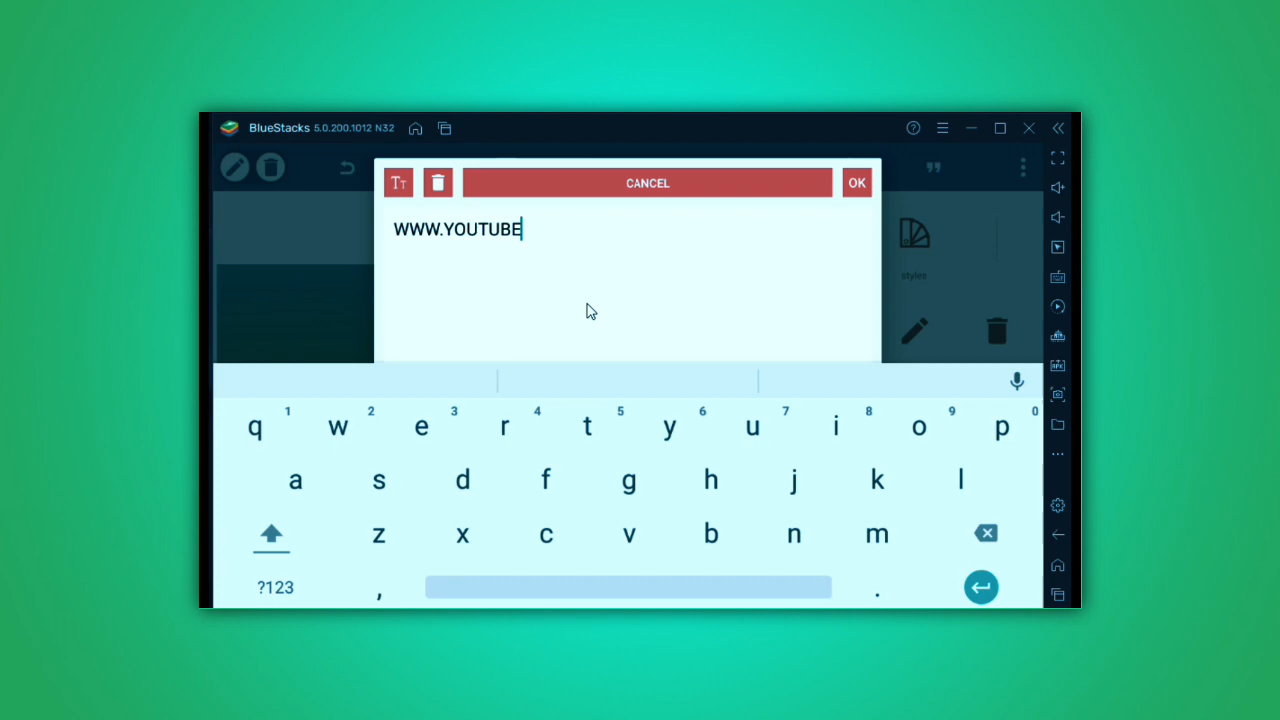 BlueStacks 5.0.200.1012 N32
TT CANCEL OK
WWW.YOUTUBE
styles
q 1 w 2 e 3 r 4 t 5 y 6 u 7 i 8 o 9 p 0
a s d f g h j k l
z x c v b n m
?123 , .